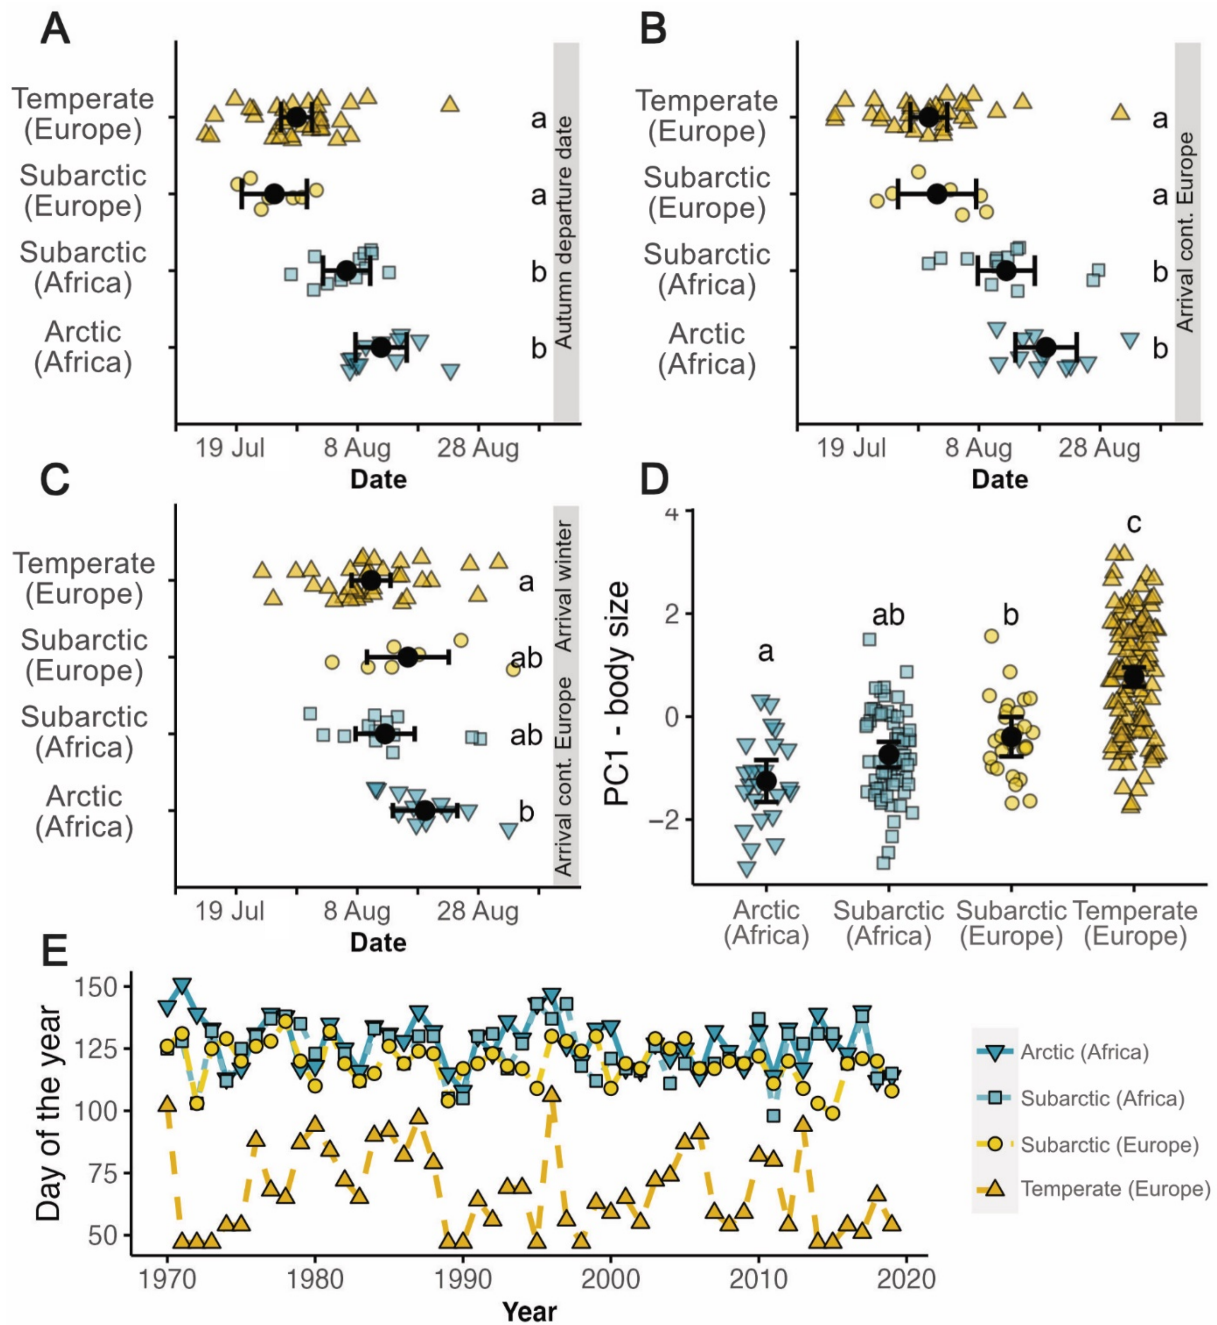 A
Temperate
(Europe)
a
Subarctic
(Europe)
a
Subarctic
(Africa)
b
Arctic
(Africa)
b
Autumn departure date
19 Jul
8 Aug
28 Aug
Date
B
Temperate
(Europe)
a
Subarctic
(Europe)
a
Subarctic
(Africa)
b
Arctic
(Africa)
b
Arrival cont. Europe
19 Jul
8 Aug
28 Aug
Date
C
Temperate
(Europe)
a
Subarctic
(Europe)
ab
Subarctic
(Africa)
ab
Arctic
(Africa)
b
Arrival cont. Europe Arrival winter
19 Jul
8 Aug
28 Aug
Date
D
PC1 - body size
4
2
0
−2
a
ab
b
c
Arctic
(Africa)
Subarctic
(Africa)
Subarctic
(Europe)
Temperate
(Europe)
E
Day of the year
150
125
100
75
50
1970
1980
1990
2000
2010
2020
Year
Arctic (Africa)
Subarctic (Africa)
Subarctic (Europe)
Temperate (Europe)